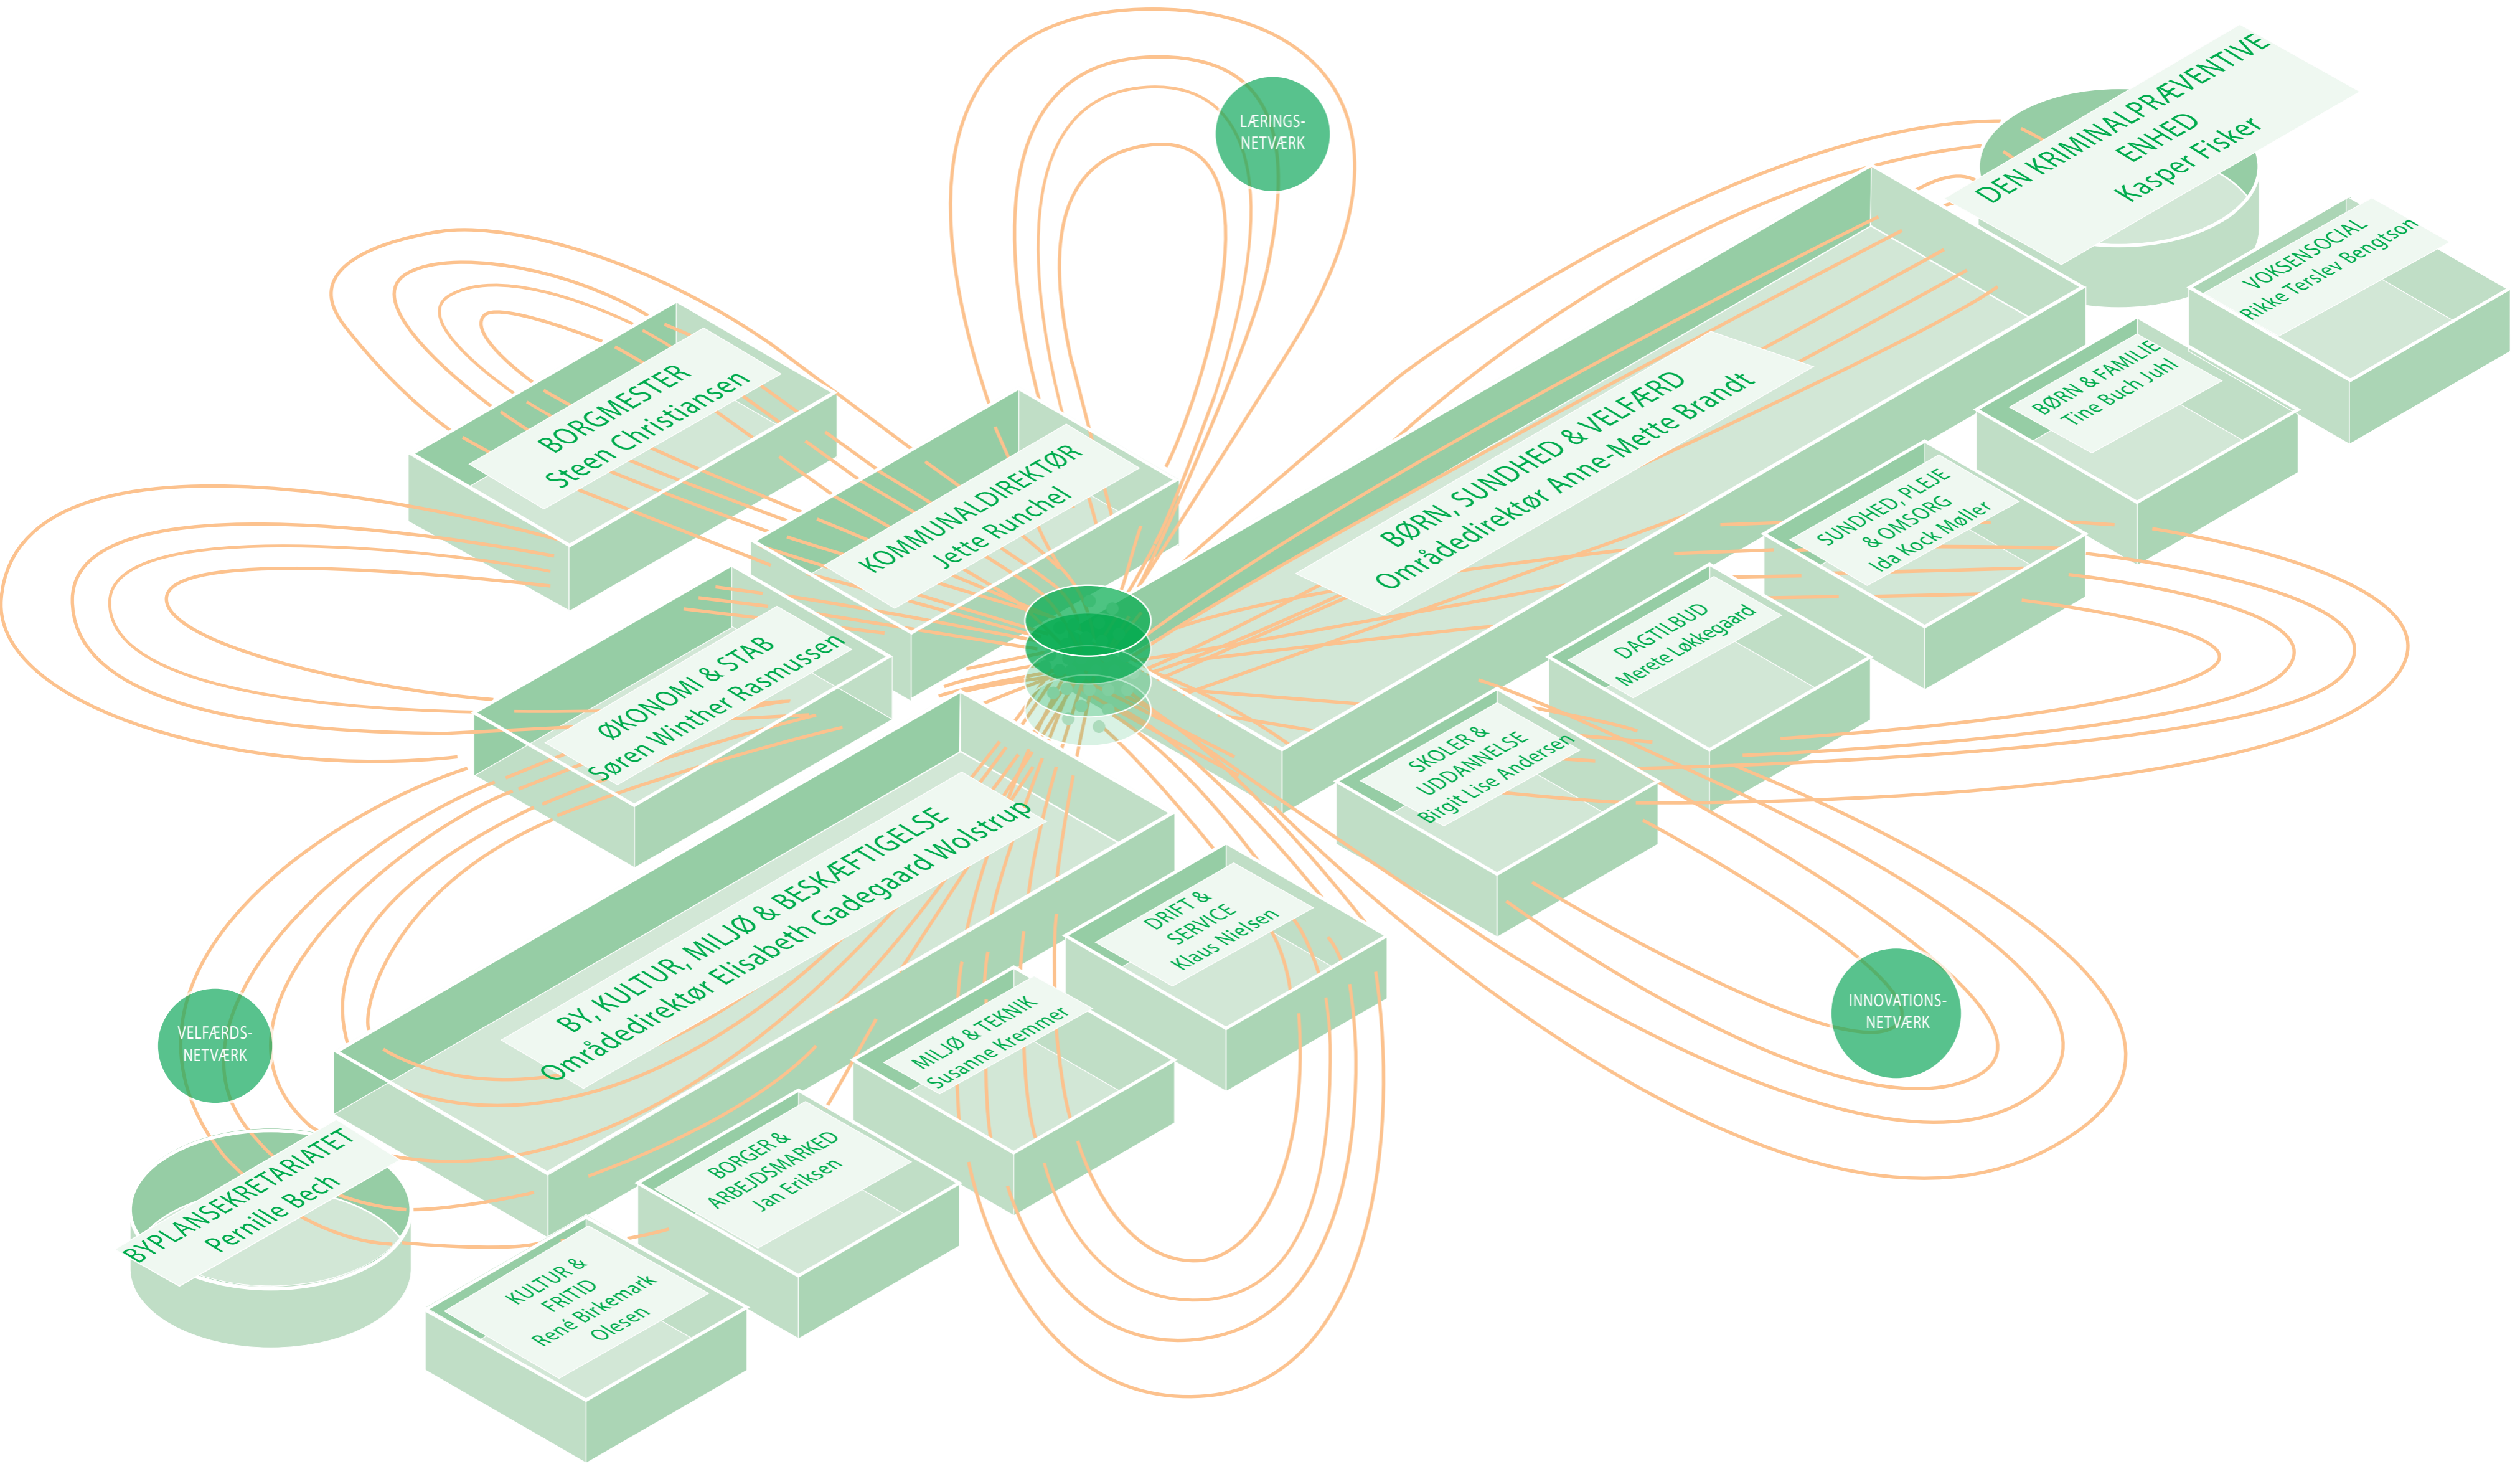 LÆRINGS-
NETVÆRK
DEN KRIMINALPRÆVENTIVE
ENHED
Kasper Fisker
VOKSENSOCIAL
Rikke Terslev Bengtson
BØRN & FAMILIE
Tine Buch Juhl
BORGMESTER
Steen Christiansen
KOMMUNALDIREKTØR
Jette Runchel
BØRN, SUNDHED & VELFÆRD
Områdedirektør Anne-Mette Brandt
SUNDHED, PLEJE
& OMSORG
Ida Kock Møller
DAGTILBUD
Merete Løkkegaard
ØKONOMI & STAB
Søren Winther Rasmussen
SKOLER &
UDDANNELSE
Birgit Lise Andersen
BY, KULTUR, MILJØ & BESKÆFTIGELSE
Områdedirektør Elisabeth Gadegaard Wolstrup
DRIFT &
SERVICE
Klaus Nielsen
MILJØ & TEKNIK
Susanne Kremmer
INNOVATIONS-
NETVÆRK
VELFÆRDS-
NETVÆRK
BORGER &
ARBEJDSMARKED
Jan Eriksen
BYPLANSEKRETARIATET
Pernille Bech
KULTUR &
FRITID
René Birkemark
Olesen